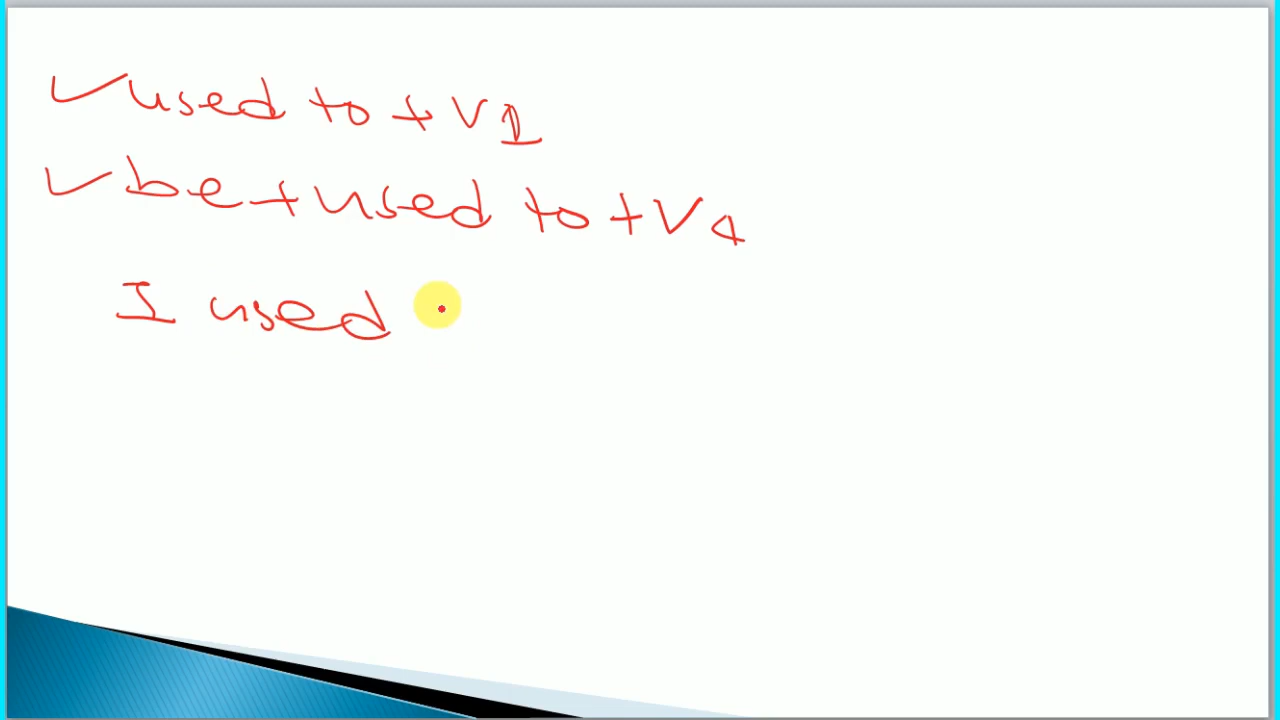 ✓used to + V1
✓be + used to + V4
I used